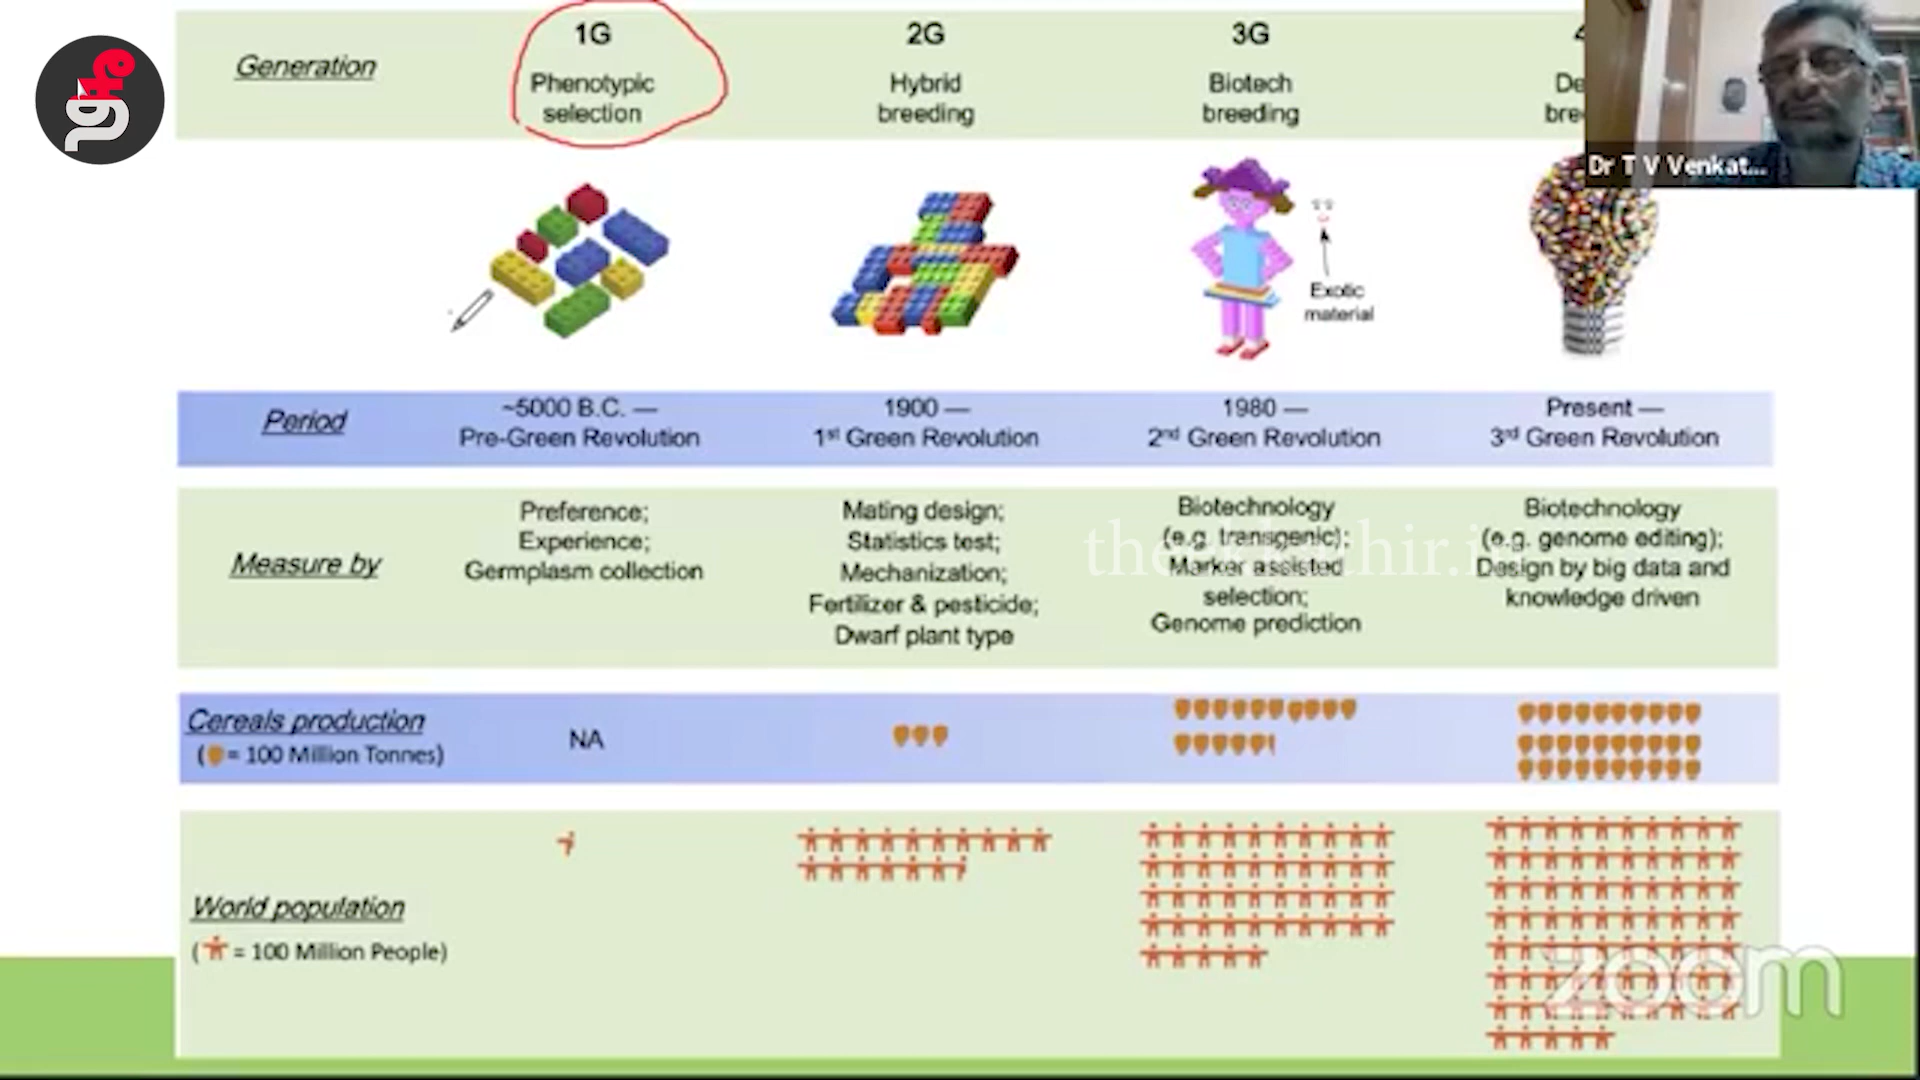 Generation
1G
Phenotypic
selection
2G
Hybrid
breeding
3G
Biotech
breeding
Dr T V Venkat...
Exotic
material
Period
~5000 B.C. —
Pre-Green Revolution
1900 —
1st Green Revolution
1980 —
2nd Green Revolution
Present —
3rd Green Revolution
Measure by
Preference;
Experience;
Germplasm collection
Mating design;
Statistics test;
Mechanization;
Fertilizer & pesticide;
Dwarf plant type
Biotechnology
(e.g. transgenic);
Marker assisted
selection;
Genome prediction
Biotechnology
(e.g. genome editing);
Design by big data and
knowledge driven
Cereals production
( = 100 Million Tonnes)
NA
World population
( = 100 Million People)
zoom